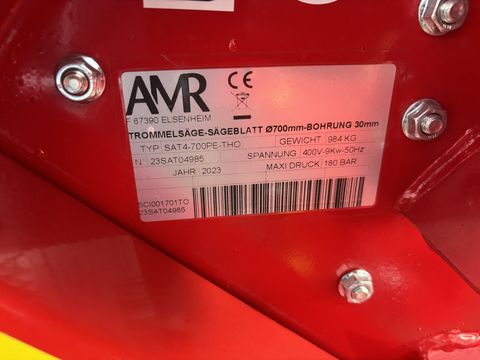 AMR
CE
F 67390 ELSENHEIM
TROMMELSÄGE-SÄGEBLATT Ø700mm-BOHRUNG 30mm
TYP SAT4-700PE-THO GEWICHT 984 KG
N 23SAT04985 SPANNUNG 400V-9Kw-50Hz
JAHR 2023 MAXI DRUCK 180 BAR
SCI001701TO
23SAT04985